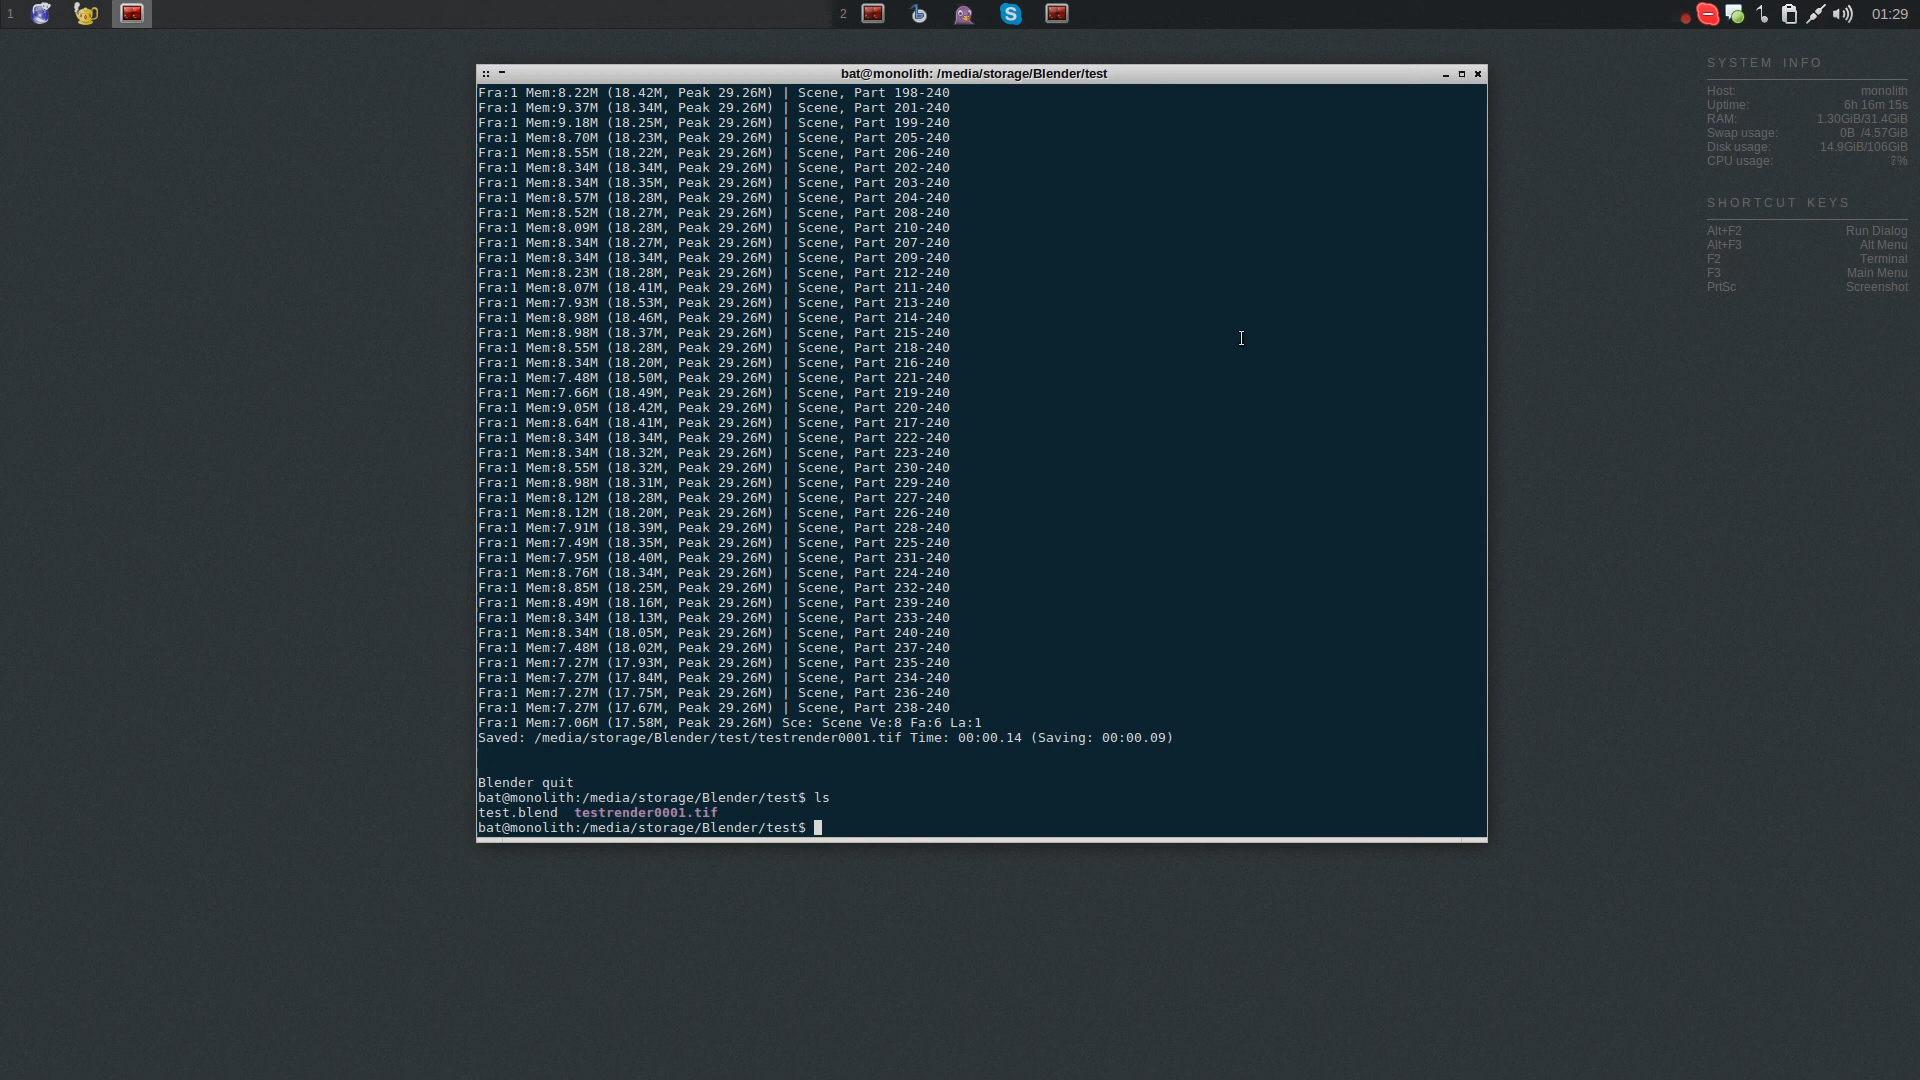 1
2
01:29
bat@monolith: /media/storage/Blender/test
Fra:1 Mem:8.22M (18.42M, Peak 29.26M) | Scene, Part 198-240
Fra:1 Mem:9.37M (18.34M, Peak 29.26M) | Scene, Part 201-240
Fra:1 Mem:9.18M (18.25M, Peak 29.26M) | Scene, Part 199-240
Fra:1 Mem:8.70M (18.23M, Peak 29.26M) | Scene, Part 205-240
Fra:1 Mem:8.55M (18.22M, Peak 29.26M) | Scene, Part 206-240
Fra:1 Mem:8.34M (18.34M, Peak 29.26M) | Scene, Part 202-240
Fra:1 Mem:8.34M (18.35M, Peak 29.26M) | Scene, Part 203-240
Fra:1 Mem:8.57M (18.28M, Peak 29.26M) | Scene, Part 204-240
Fra:1 Mem:8.52M (18.27M, Peak 29.26M) | Scene, Part 208-240
Fra:1 Mem:8.09M (18.28M, Peak 29.26M) | Scene, Part 210-240
Fra:1 Mem:8.34M (18.27M, Peak 29.26M) | Scene, Part 207-240
Fra:1 Mem:8.34M (18.34M, Peak 29.26M) | Scene, Part 209-240
Fra:1 Mem:8.23M (18.28M, Peak 29.26M) | Scene, Part 212-240
Fra:1 Mem:8.07M (18.41M, Peak 29.26M) | Scene, Part 211-240
Fra:1 Mem:7.93M (18.53M, Peak 29.26M) | Scene, Part 213-240
Fra:1 Mem:8.98M (18.46M, Peak 29.26M) | Scene, Part 214-240
Fra:1 Mem:8.98M (18.37M, Peak 29.26M) | Scene, Part 215-240
Fra:1 Mem:8.55M (18.28M, Peak 29.26M) | Scene, Part 218-240
Fra:1 Mem:8.34M (18.20M, Peak 29.26M) | Scene, Part 216-240
Fra:1 Mem:7.48M (18.50M, Peak 29.26M) | Scene, Part 221-240
Fra:1 Mem:7.66M (18.49M, Peak 29.26M) | Scene, Part 219-240
Fra:1 Mem:9.05M (18.42M, Peak 29.26M) | Scene, Part 220-240
Fra:1 Mem:8.64M (18.41M, Peak 29.26M) | Scene, Part 217-240
Fra:1 Mem:8.34M (18.34M, Peak 29.26M) | Scene, Part 222-240
Fra:1 Mem:8.34M (18.32M, Peak 29.26M) | Scene, Part 223-240
Fra:1 Mem:8.55M (18.32M, Peak 29.26M) | Scene, Part 230-240
Fra:1 Mem:8.98M (18.31M, Peak 29.26M) | Scene, Part 229-240
Fra:1 Mem:8.12M (18.28M, Peak 29.26M) | Scene, Part 227-240
Fra:1 Mem:8.12M (18.20M, Peak 29.26M) | Scene, Part 226-240
Fra:1 Mem:7.91M (18.39M, Peak 29.26M) | Scene, Part 228-240
Fra:1 Mem:7.49M (18.35M, Peak 29.26M) | Scene, Part 225-240
Fra:1 Mem:7.95M (18.40M, Peak 29.26M) | Scene, Part 231-240
Fra:1 Mem:8.76M (18.34M, Peak 29.26M) | Scene, Part 224-240
Fra:1 Mem:8.85M (18.25M, Peak 29.26M) | Scene, Part 232-240
Fra:1 Mem:8.49M (18.16M, Peak 29.26M) | Scene, Part 239-240
Fra:1 Mem:8.34M (18.13M, Peak 29.26M) | Scene, Part 233-240
Fra:1 Mem:8.34M (18.05M, Peak 29.26M) | Scene, Part 240-240
Fra:1 Mem:7.48M (18.02M, Peak 29.26M) | Scene, Part 237-240
Fra:1 Mem:7.27M (17.93M, Peak 29.26M) | Scene, Part 235-240
Fra:1 Mem:7.27M (17.84M, Peak 29.26M) | Scene, Part 234-240
Fra:1 Mem:7.27M (17.75M, Peak 29.26M) | Scene, Part 236-240
Fra:1 Mem:7.27M (17.67M, Peak 29.26M) | Scene, Part 238-240
Fra:1 Mem:7.06M (17.58M, Peak 29.26M) Sce: Scene Ve:8 Fa:6 La:1
Saved: /media/storage/Blender/test/testrender0001.tif Time: 00:00.14 (Saving: 00:00.09)
Blender quit
bat@monolith:/media/storage/Blender/test$ ls
test.blend  testrender0001.tif
bat@monolith:/media/storage/Blender/test$
SYSTEM INFO
Host: monolith
Uptime: 6h 16m 15s
RAM: 1.30GiB/31.4GiB
Swap usage: 0B /4.57GiB
Disk usage: 14.9GiB/106GiB
CPU usage: ?%
SHORTCUT KEYS
Alt+F2 Run Dialog
Alt+F3 Alt Menu
F2 Terminal
F3 Main Menu
PrtSc Screenshot